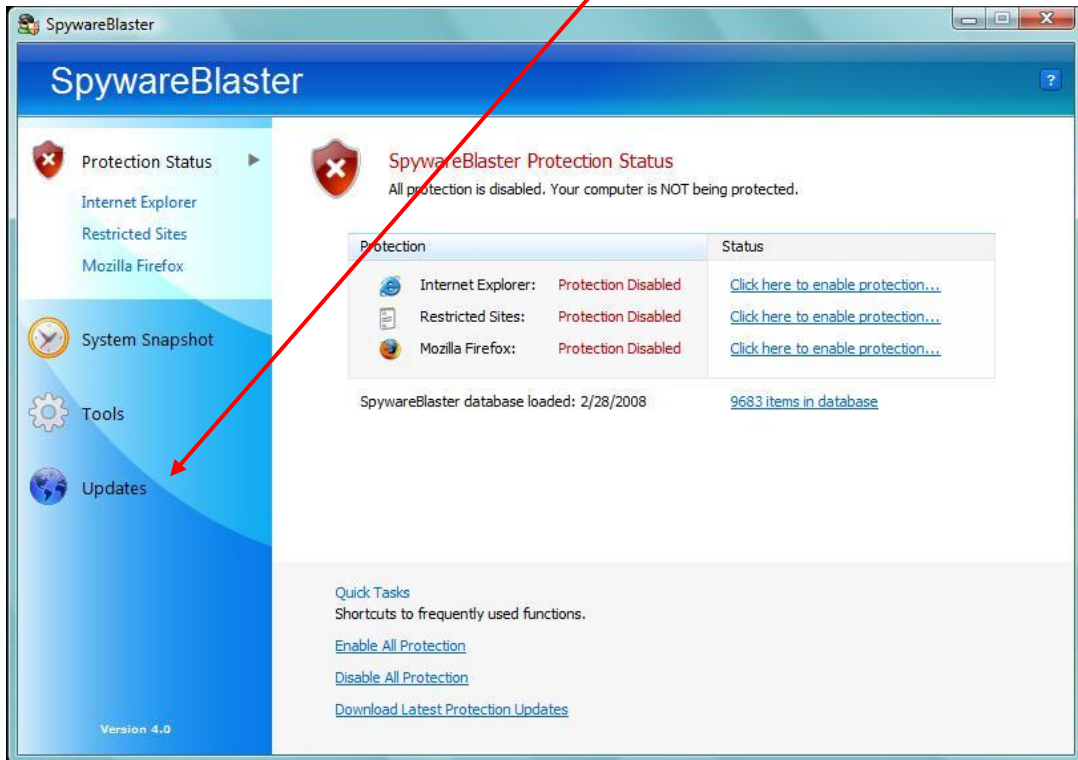 SpywareBlaster
SpywareBlaster
?
Protection Status
Internet Explorer
Restricted Sites
Mozilla Firefox
System Snapshot
Tools
Updates
Version 4.0
SpywareBlaster Protection Status
All protection is disabled. Your computer is NOT being protected.
Protection Status
Internet Explorer: Protection Disabled Click here to enable protection...
Restricted Sites: Protection Disabled Click here to enable protection...
Mozilla Firefox: Protection Disabled Click here to enable protection...
SpywareBlaster database loaded: 2/28/2008 9683 items in database
Quick Tasks
Shortcuts to frequently used functions.
Enable All Protection
Disable All Protection
Download Latest Protection Updates